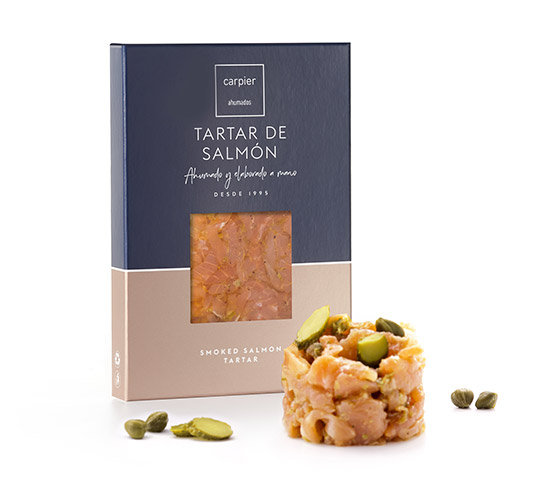 carpier
ahumados
TARTAR DE
SALMÓN
Ahumado y elaborado a mano
DESDE 1995
SMOKED SALMON
TARTAR